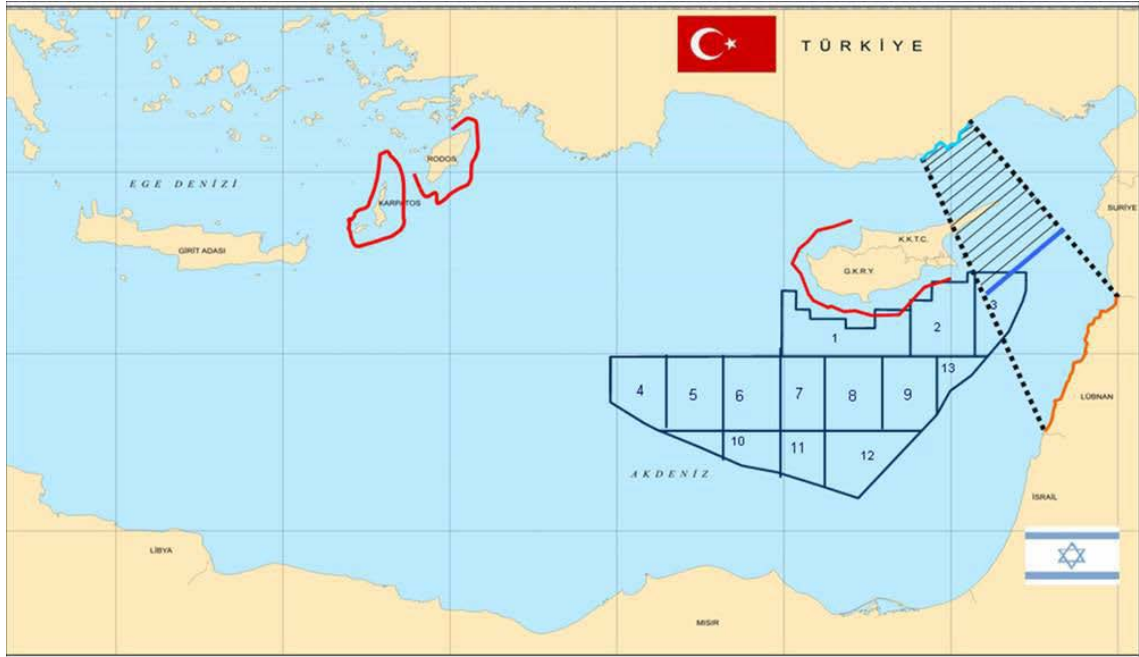 TÜRKİYE
RODOS
EGE DENİZİ
KARPATOS
SURİYE
GİRİT ADASI
K.K.T.C.
G.K.R.Y.
3
2
1
13
4
5
6
7
8
9
LÜBNAN
10
11
12
AKDENİZ
İSRAİL
LİBYA
MISIR